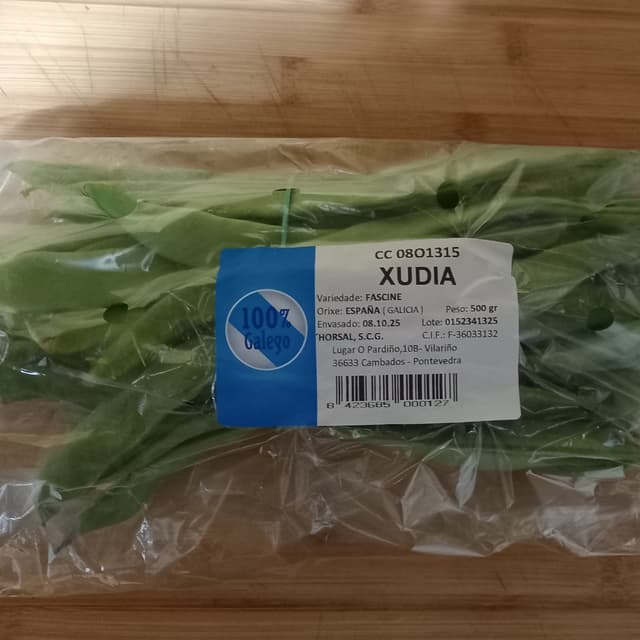 CC 08O1315
XUDIA
100%
Galego
Variedade: FASCINE
Orixe: ESPAÑA ( GALICIA ) Peso: 500 gr
Envasado: 08.10.25 Lote: 0152341325
HORSAL, S.C.G. C.I.F.: F-36033132
Lugar O Pardiño,10B- Vilariño
36633 Cambados - Pontevedra
8 423685 000127